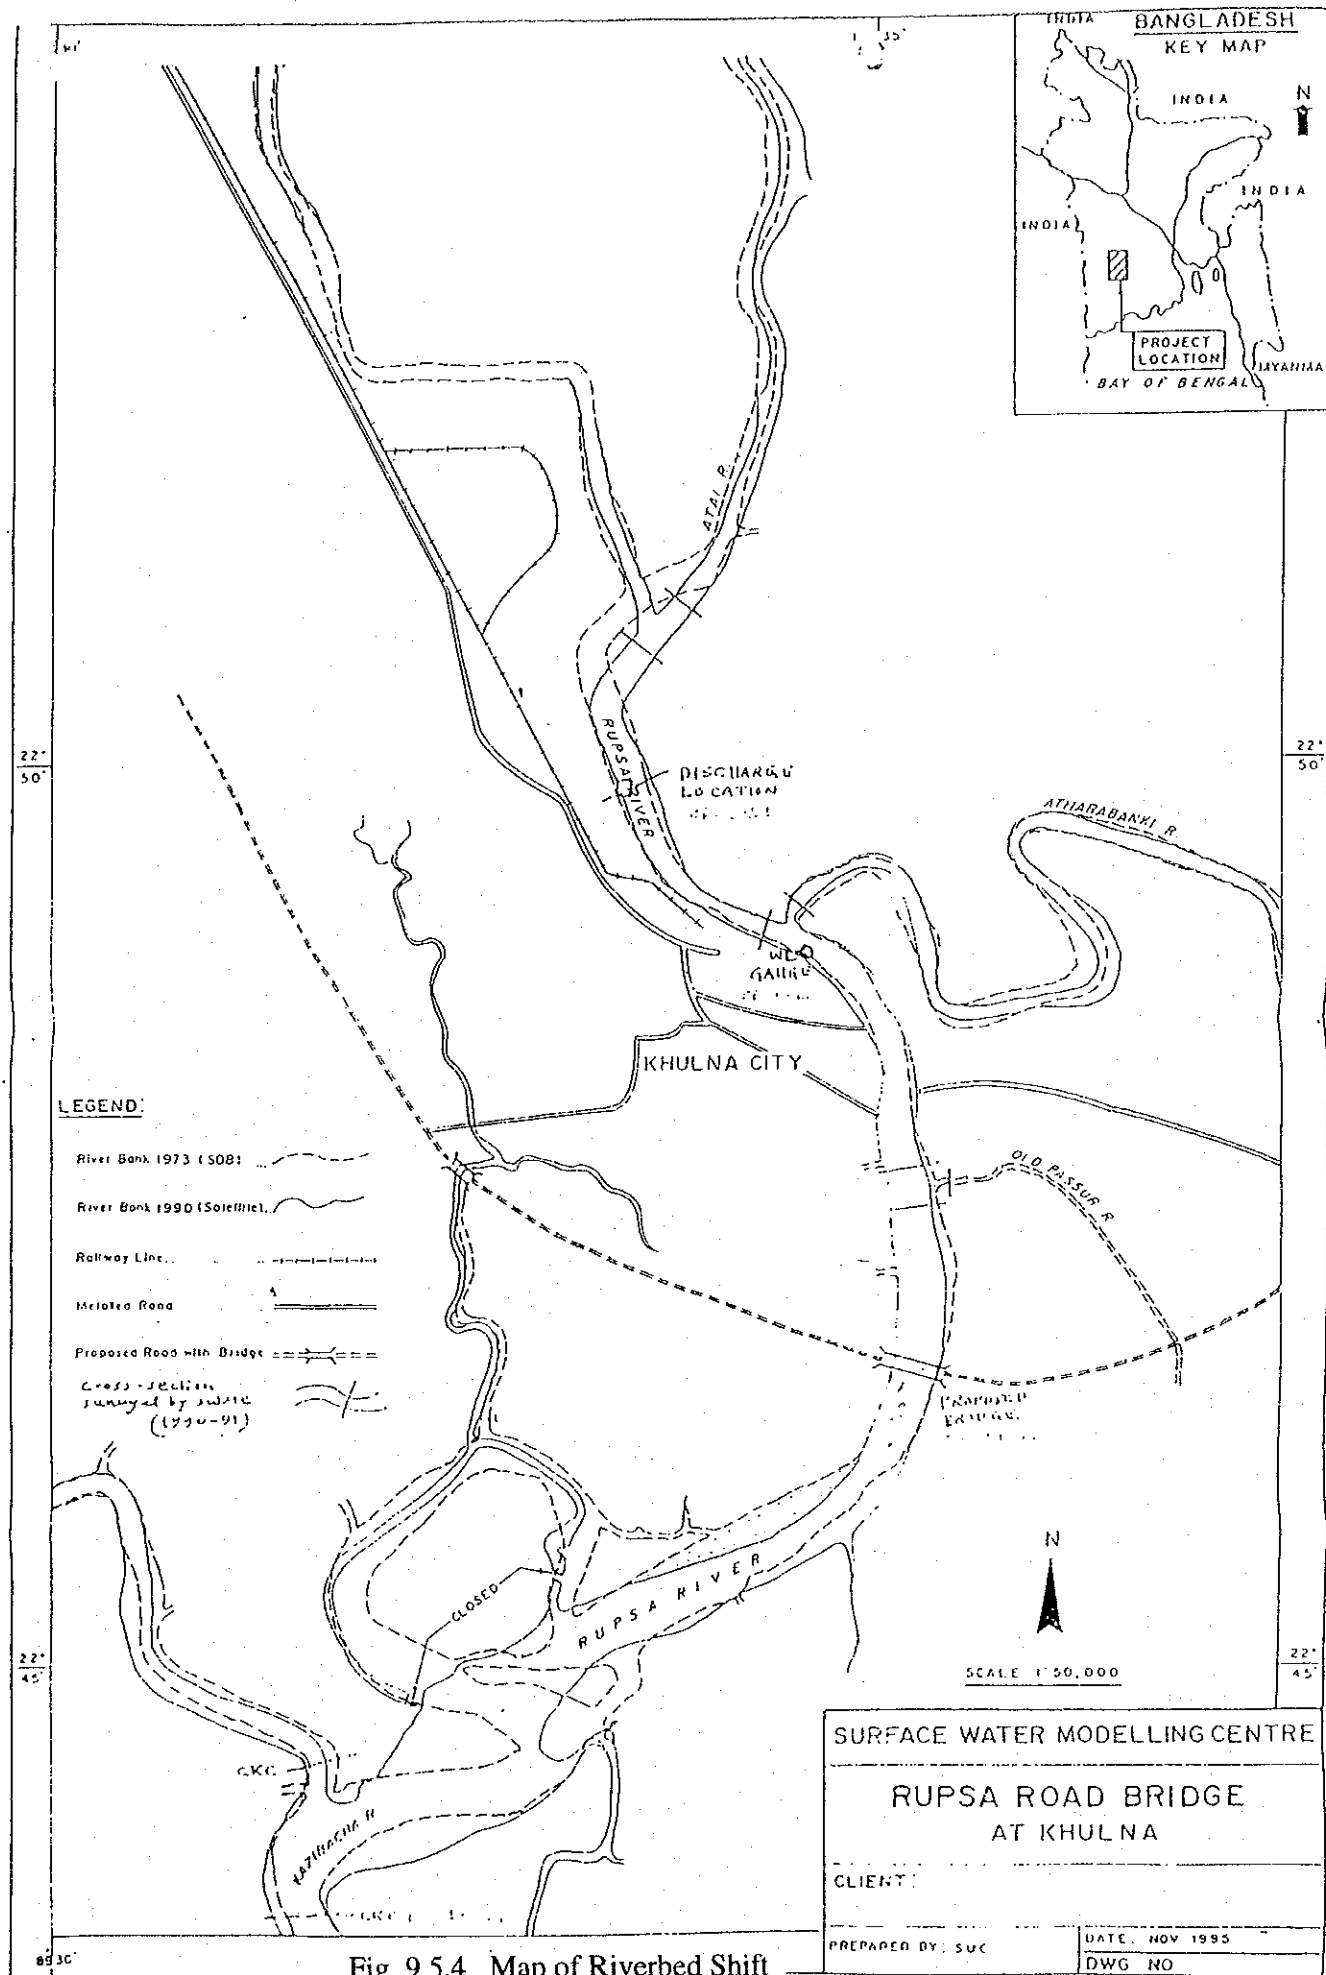 35'
BANGLADESH
KEY MAP
INDIA
INDIA
N
INDIA
INDIA
PROJECT
LOCATION
BAY OF BENGAL
ATAI R.
22°
50'
22°
50'
RUPSA RIVER
DISCHARGE
LOCATION
ATHARABANKI R.
WL
GAUGE
KHULNA CITY
LEGEND:
River Bank 1973 (SOB)
River Bank 1990 (Satellite)
Railway Line
Metaled Road
Proposed Road with Bridge
Cross-section
surveyed by SWMC
(1990-91)
OLD PASSUR R.
PROPOSED
BRIDGE
CLOSED
RUPSA RIVER
N
SCALE 1:50,000
22°
45'
22°
45'
KAZIBACHA R.
SURFACE WATER MODELLING CENTRE
RUPSA ROAD BRIDGE
AT KHULNA
CLIENT:
PREPARED BY: SUC
DATE: NOV 1995
DWG NO
Fig. 9.5.4 Map of Riverbed Shift